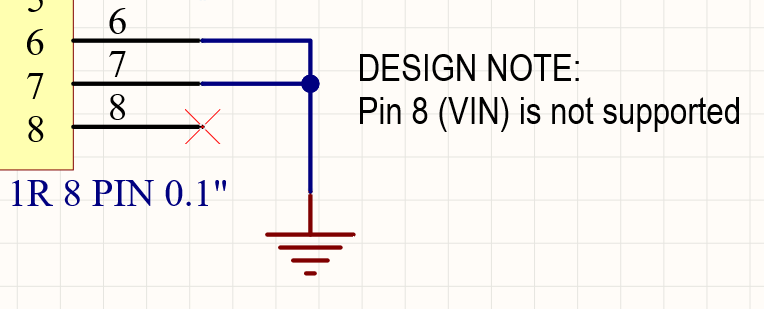 5
6 6
7 7
8 8
1R 8 PIN 0.1"
DESIGN NOTE:
Pin 8 (VIN) is not supported